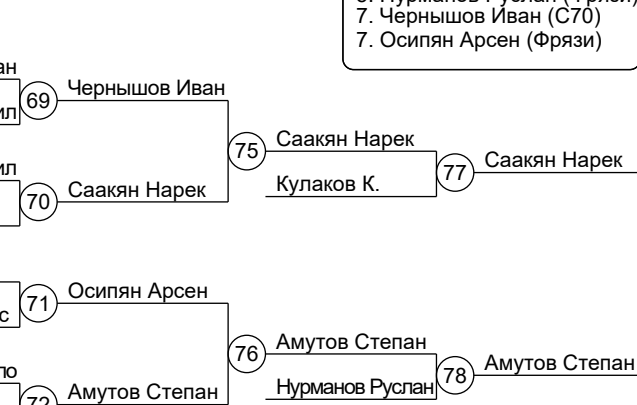 7. Чернышов Иван (С70)
7. Осипян Арсен (Фрязи)
69
Чернышов Иван
75
Саакян Нарек
Кулаков К.
77
Саакян Нарек
70
Саакян Нарек
71
Осипян Арсен
76
Амутов Степан
Нурманов Руслан
78
Амутов Степан
72
Амутов Степан